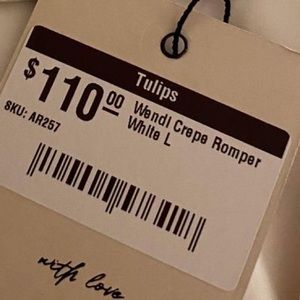 Tulips
$110.00
Wendi Crepe Romper
White L
SKU: AR257
with love